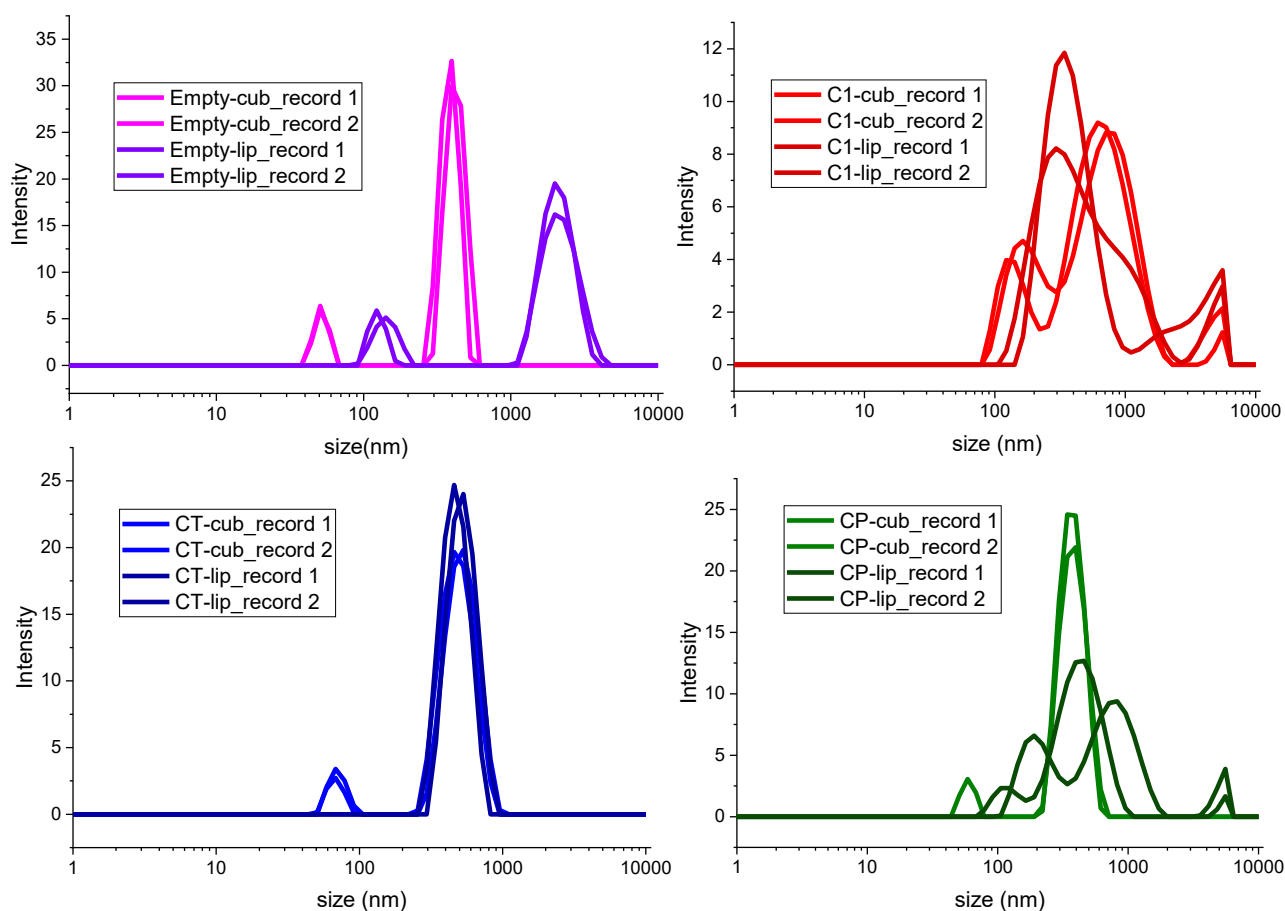 35
30
25
20
15
10
5
0
Intensity
Empty-cub_record 1
Empty-cub_record 2
Empty-lip_record 1
Empty-lip_record 2
1 10 100 1000 10000
size(nm)
12
10
8
6
4
2
0
Intensity
C1-cub_record 1
C1-cub_record 2
C1-lip_record 1
C1-lip_record 2
1 10 100 1000 10000
size (nm)
25
20
15
10
5
0
Intensity
CT-cub_record 1
CT-cub_record 2
CT-lip_record 1
CT-lip_record 2
1 10 100 1000 10000
size (nm)
25
20
15
10
5
0
Intensity
CP-cub_record 1
CP-cub_record 2
CP-lip_record 1
CP-lip_record 2
1 10 100 1000 10000
size (nm)